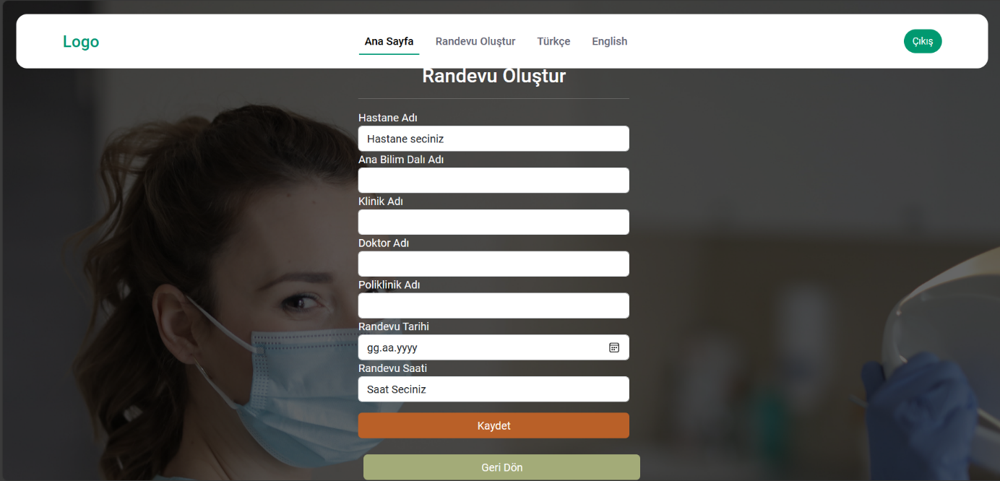 Logo
Ana Sayfa
Randevu Oluştur
Türkçe
English
Çıkış
Randevu Oluştur
Hastane Adı
Hastane seciniz
Ana Bilim Dalı Adı
Klinik Adı
Doktor Adı
Poliklinik Adı
Randevu Tarihi
gg.aa.yyyy
Randevu Saati
Saat Seciniz
Kaydet
Geri Dön